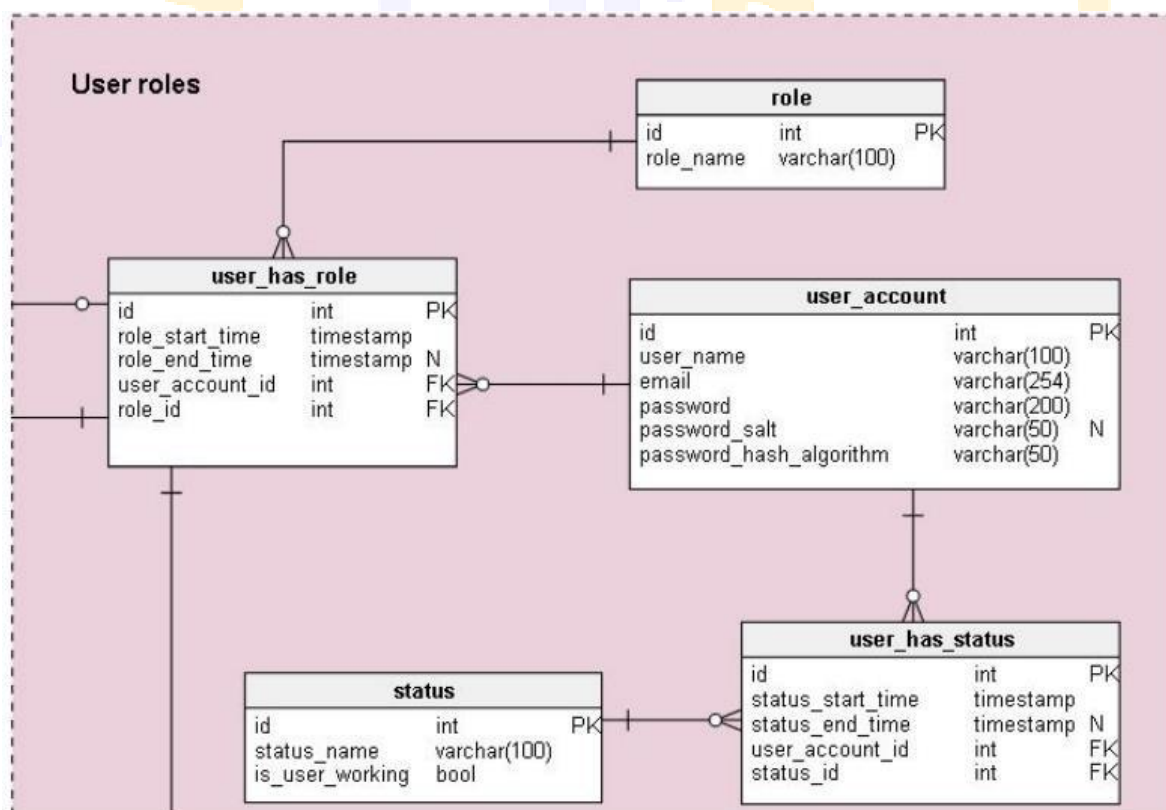 User roles
role
id int PK
role_name varchar(100)
user_has_role
id int PK
role_start_time timestamp
role_end_time timestamp N
user_account_id int FK
role_id int FK
user_account
id int PK
user_name varchar(100)
email varchar(254)
password varchar(200)
password_salt varchar(50) N
password_hash_algorithm varchar(50)
user_has_status
id int PK
status_start_time timestamp
status_end_time timestamp N
user_account_id int FK
status_id int FK
status
id int PK
status_name varchar(100)
is_user_working bool